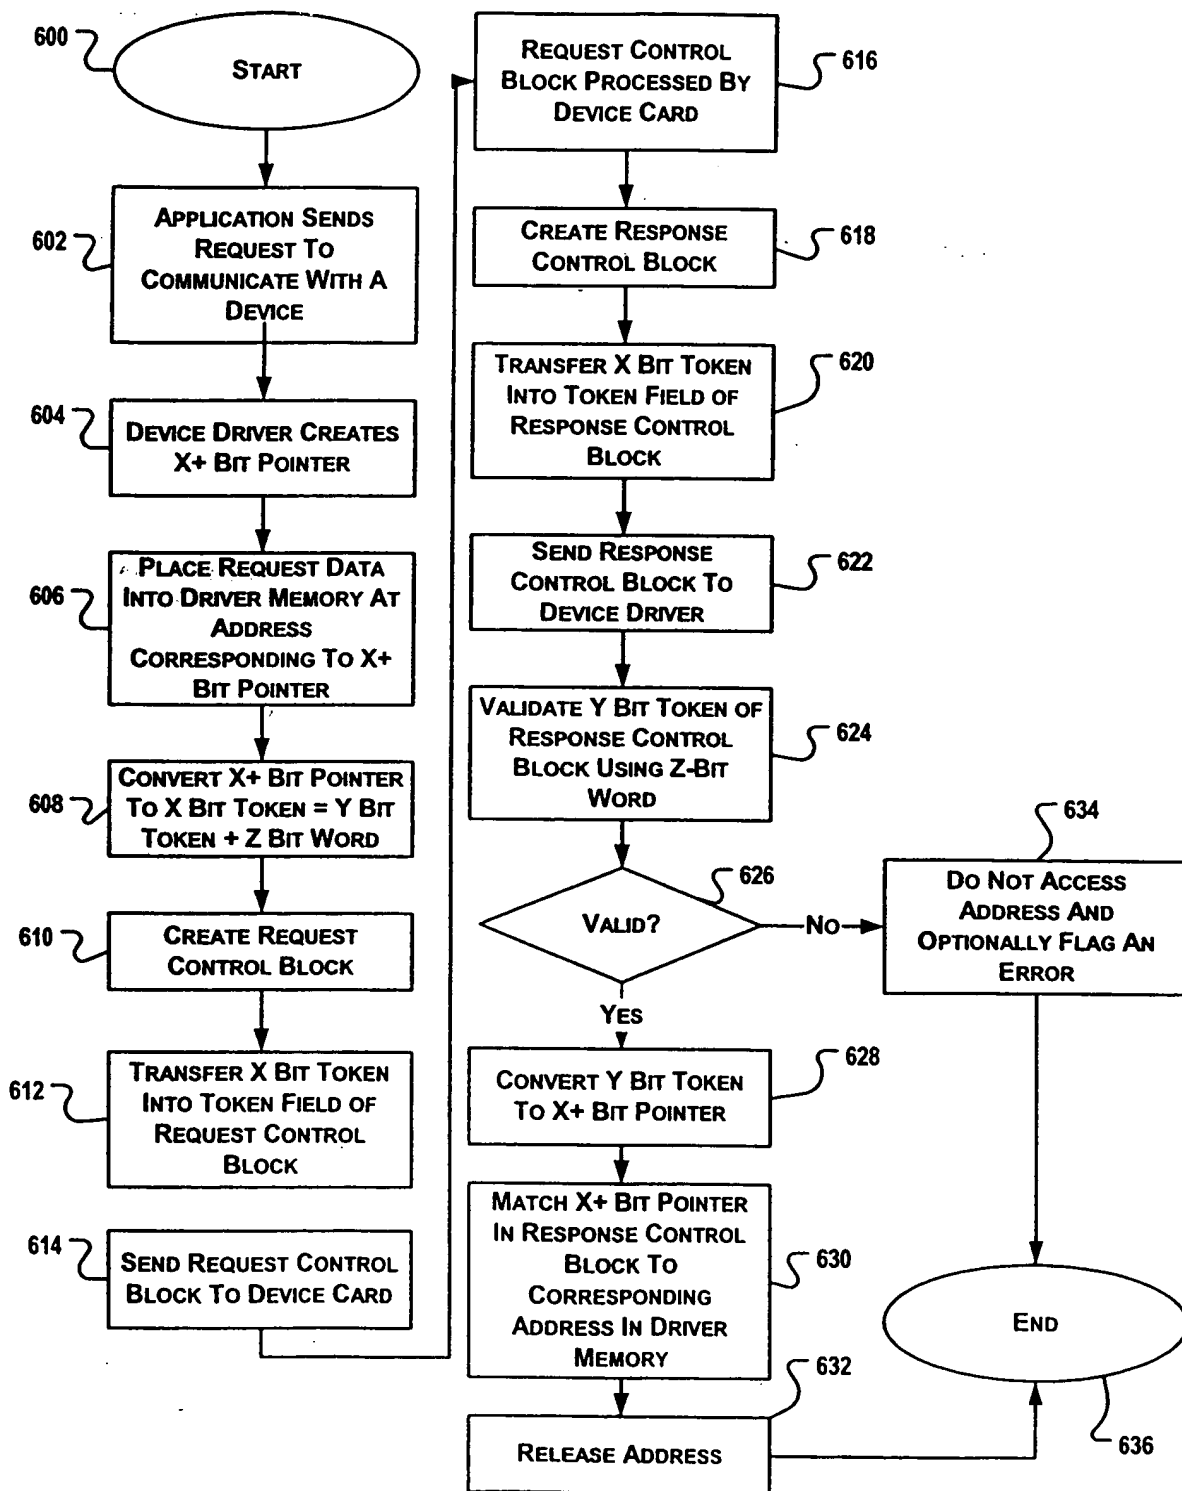 600
START
602
APPLICATION SENDS
REQUEST TO
COMMUNICATE WITH A
DEVICE
604
DEVICE DRIVER CREATES
X+ BIT POINTER
606
PLACE REQUEST DATA
INTO DRIVER MEMORY AT
ADDRESS
CORRESPONDING TO X+
BIT POINTER
608
CONVERT X+ BIT POINTER
TO X BIT TOKEN = Y BIT
TOKEN + Z BIT WORD
610
CREATE REQUEST
CONTROL BLOCK
612
TRANSFER X BIT TOKEN
INTO TOKEN FIELD OF
REQUEST CONTROL
BLOCK
614
SEND REQUEST CONTROL
BLOCK TO DEVICE CARD
REQUEST CONTROL
BLOCK PROCESSED BY
DEVICE CARD
616
CREATE RESPONSE
CONTROL BLOCK
618
TRANSFER X BIT TOKEN
INTO TOKEN FIELD OF
RESPONSE CONTROL
BLOCK
620
SEND RESPONSE
CONTROL BLOCK TO
DEVICE DRIVER
622
VALIDATE Y BIT TOKEN OF
RESPONSE CONTROL
BLOCK USING Z-BIT
WORD
624
VALID?
626
NO
YES
634
DO NOT ACCESS
ADDRESS AND
OPTIONALLY FLAG AN
ERROR
CONVERT Y BIT TOKEN
TO X+ BIT POINTER
628
MATCH X+ BIT POINTER
IN RESPONSE CONTROL
BLOCK TO
CORRESPONDING
ADDRESS IN DRIVER
MEMORY
630
RELEASE ADDRESS
632
END
636